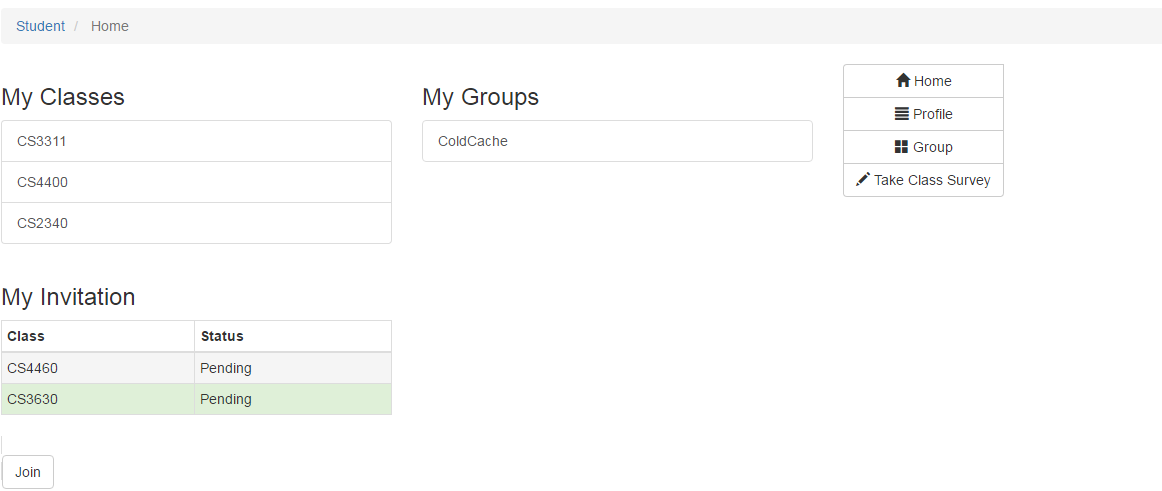 Student / Home
My Classes
CS3311
CS4400
CS2340
My Groups
ColdCache
Home
Profile
Group
Take Class Survey
My Invitation
Class Status
CS4460 Pending
CS3630 Pending
Join